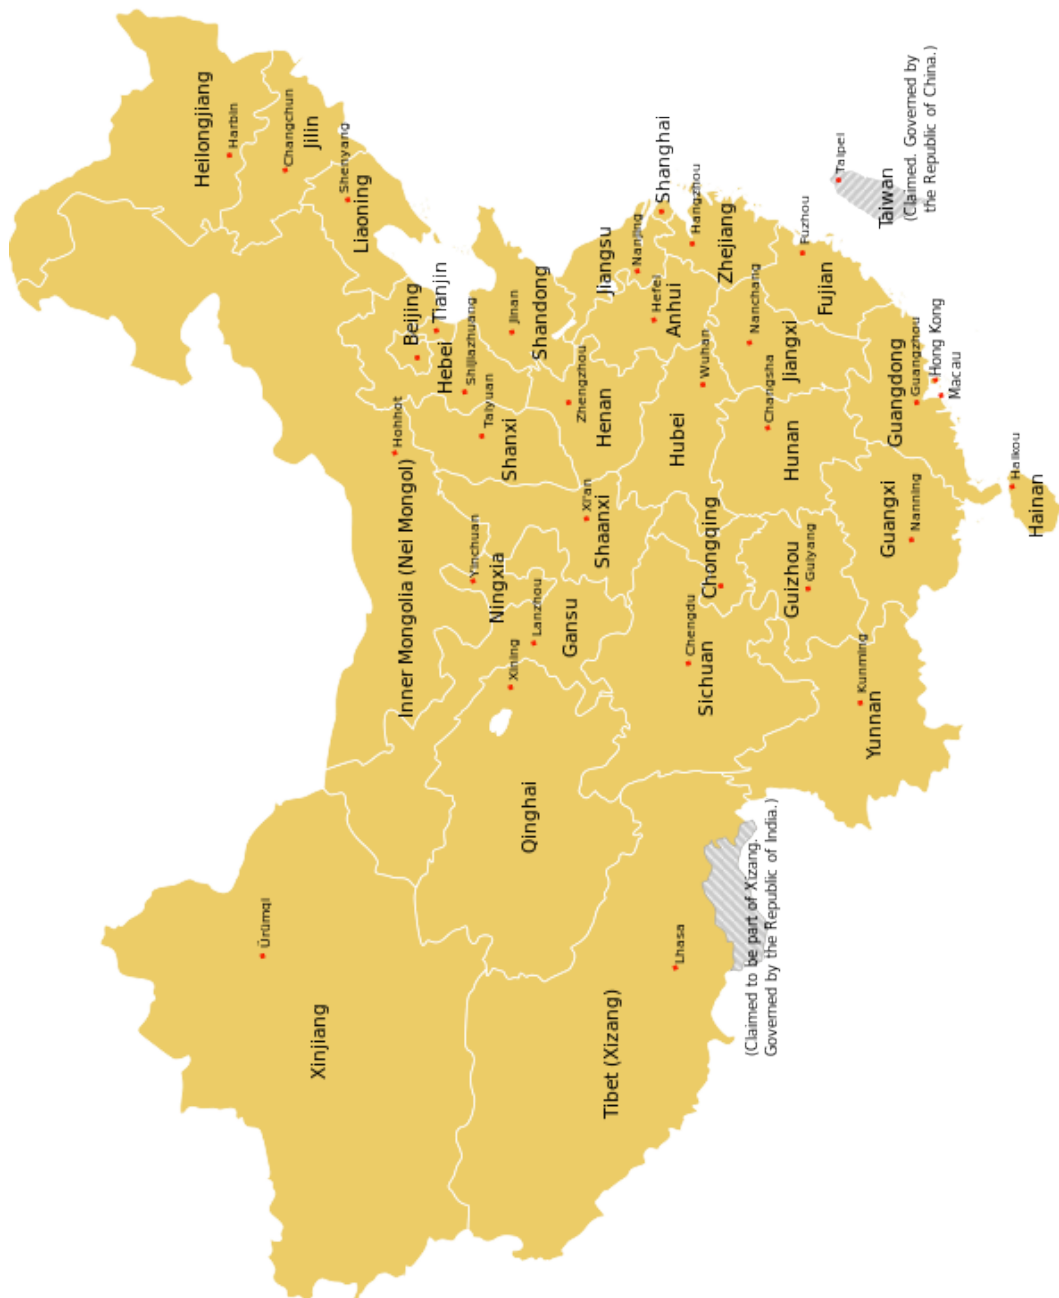 Heilongjiang
Harbin
Changchun
Jilin
Shenyang
Liaoning
Inner Mongolia (Nei Mongol)
Hohhot
Beijing
Tianjin
Hebei
Shijiazhuang
Taiyuan
Shanxi
Jinan
Shandong
Xinjiang
Ürümqi
Yinchuan
Ningxia
Lanzhou
Gansu
Xining
Qinghai
Xi'an
Shaanxi
Zhengzhou
Henan
Jiangsu
Nanjing
Shanghai
Hefei
Anhui
Hangzhou
Zhejiang
Wuhan
Hubei
Chongqing
Chengdu
Sichuan
Tibet (Xizang)
Lhasa
(Claimed to be part of Xizang.
Governed by the Republic of India.)
Nanchang
Jiangxi
Changsha
Hunan
Guizhou
Guiyang
Fuzhou
Fujian
Taipei
Taiwan
(Claimed. Governed by
the Republic of China.)
Kunming
Yunnan
Guangxi
Nanning
Guangdong
Guangzhou
Hong Kong
Macau
Haikou
Hainan